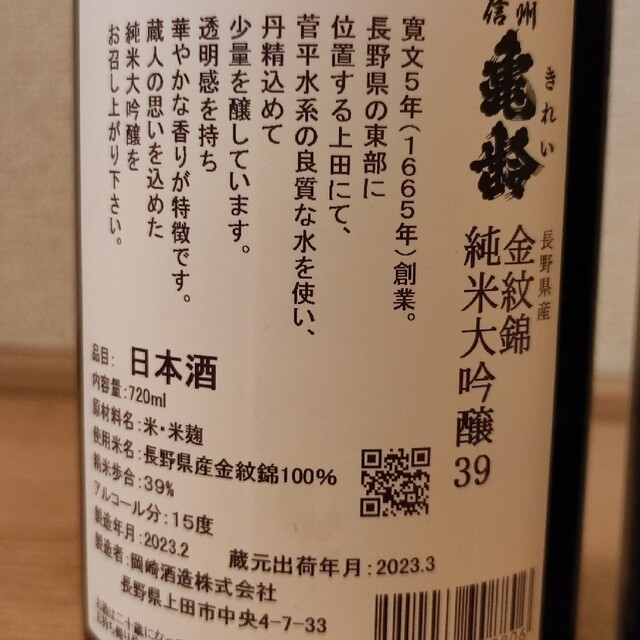 信州
亀齢
きれい
長野県産
金紋錦
純米大吟醸39
寛文5年(1665年)創業。
長野県の東部に
位置する上田にて、
菅平水系の良質な水を使い、
丹精込めて
少量を醸しています。
透明感を持ち
華やかな香りが特徴です。
蔵人の思いを込めた
純米大吟醸を
お召し上がり下さい。
品目: 日本酒
内容量:720ml
原材料名:米・米麹
使用米名:長野県産金紋錦100%
精米歩合:39%
アルコール分:15度
製造年月:2023.2
蔵元出荷年月:2023.3
製造者:岡崎酒造株式会社
長野県上田市中央4-7-33